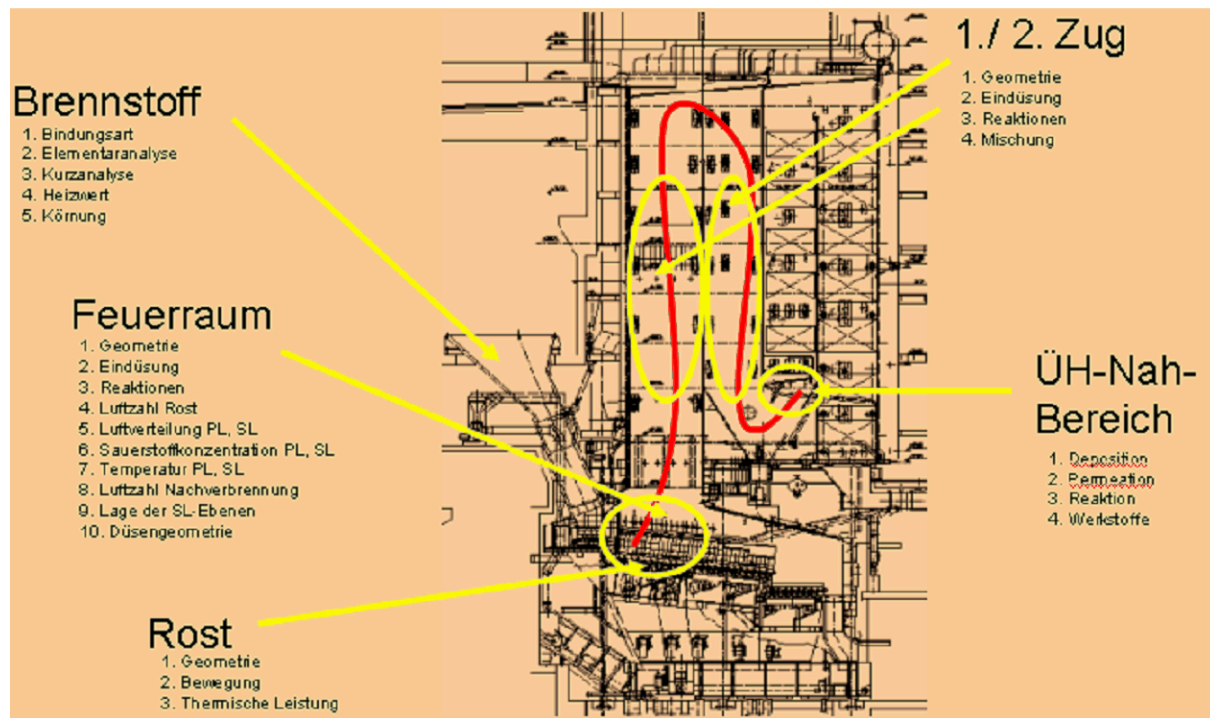 Brennstoff
1. Bindungsart
2. Elementaranalyse
3. Kurzanalyse
4. Heizwert
5. Körnung
Feuerraum
1. Geometrie
2. Eindüsung
3. Reaktionen
4. Luftzahl Rost
5. Luftverteilung PL, SL
6. Sauerstoffkonzentration PL, SL
7. Temperatur PL, SL
8. Luftzahl Nachverbrennung
9. Lage der SL-Ebenen
10. Düsengeometrie
Rost
1. Geometrie
2. Bewegung
3. Thermische Leistung
1./ 2. Zug
1. Geometrie
2. Eindüsung
3. Reaktionen
4. Mischung
ÜH-Nah-
Bereich
1. Deposition
2. Permeation
3. Reaktion
4. Werkstoffe